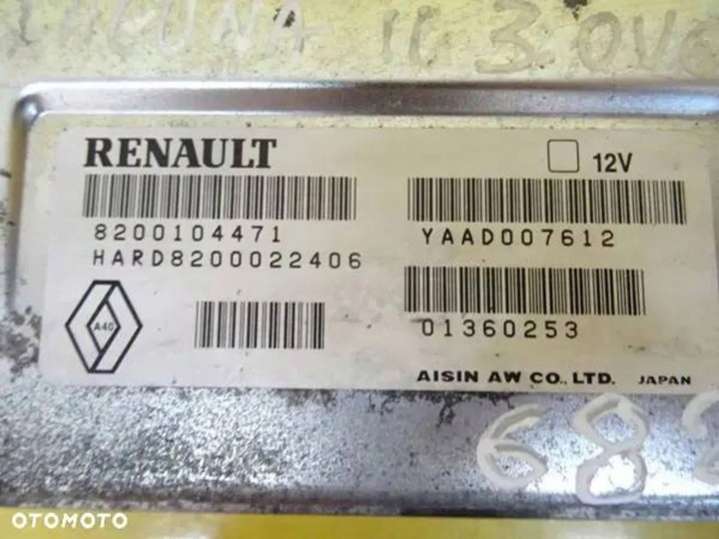 LAGUNA II 3.0V6
RENAULT
12V
8200104471
YAAD007612
HARD8200022406
A40
01360253
AISIN AW CO., LTD. JAPAN
682
OTOMOTO